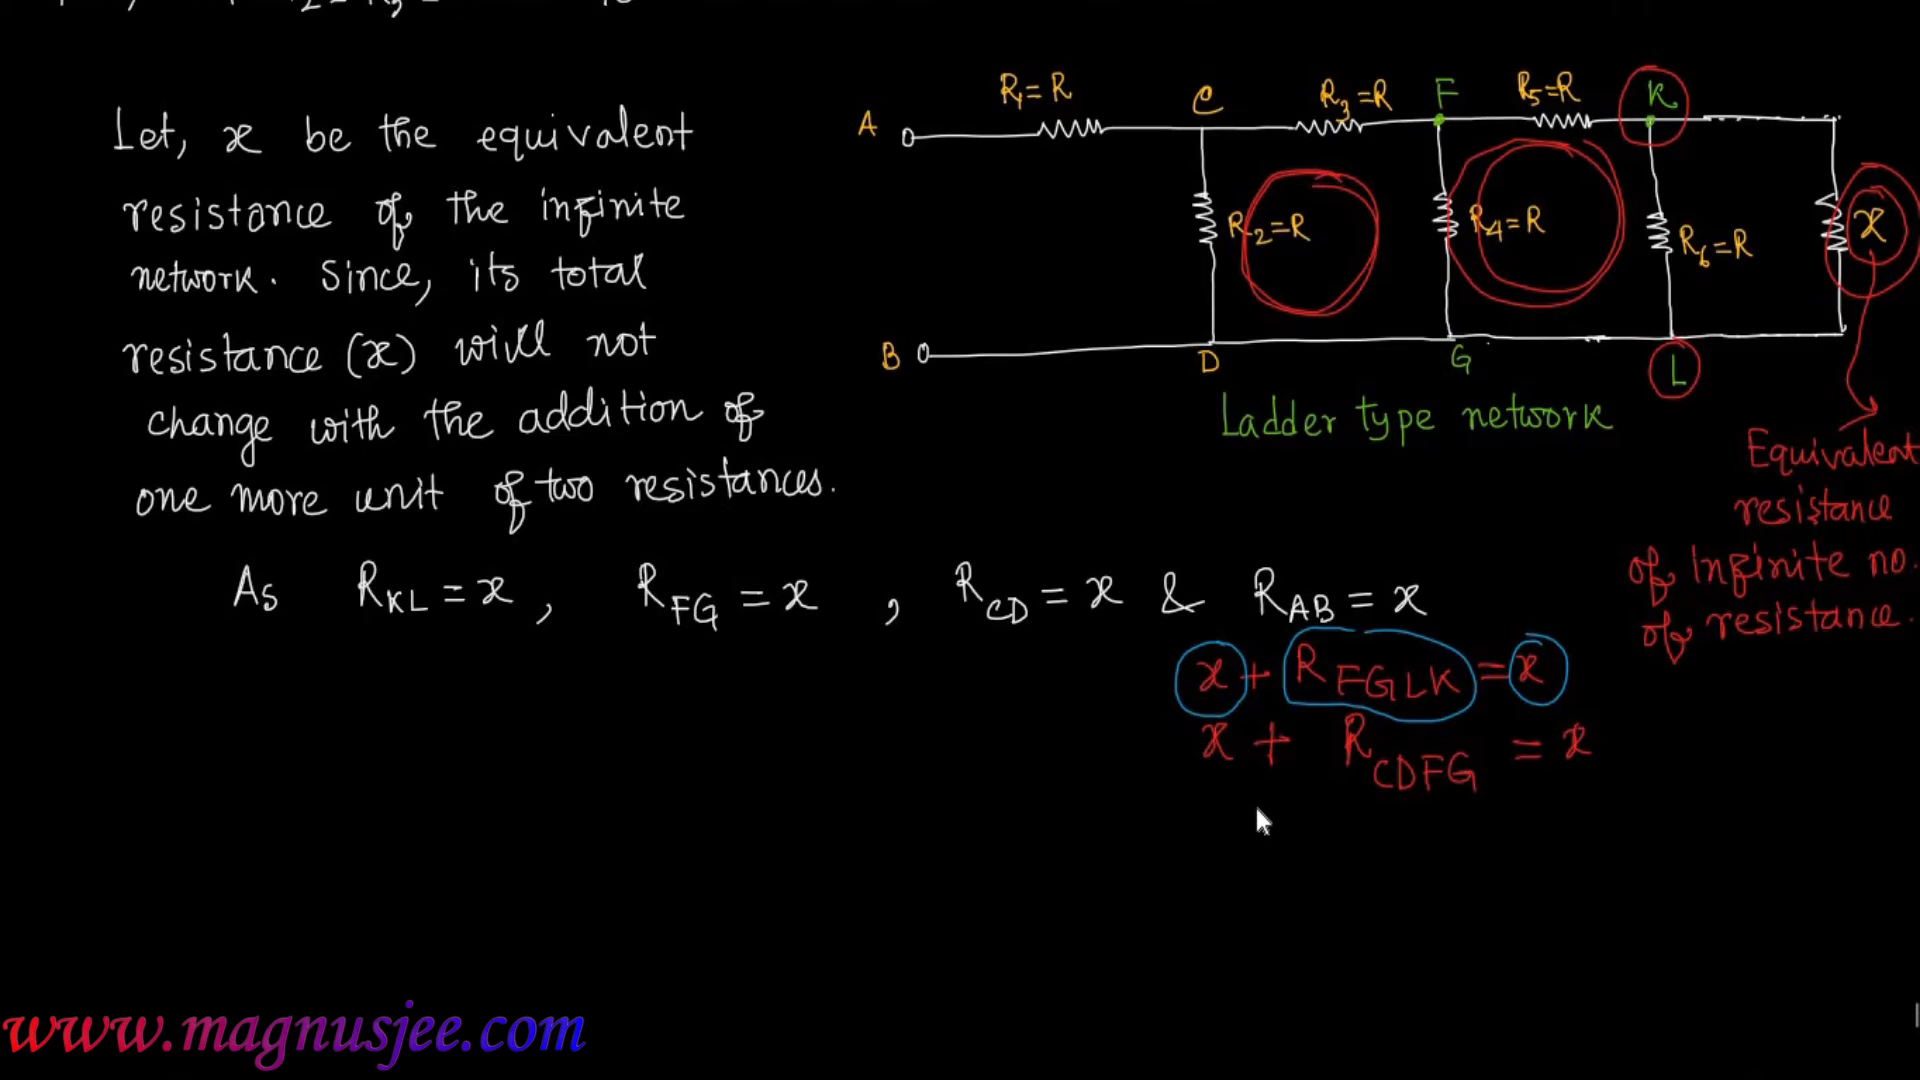 Let, x be the equivalent
resistance of the infinite
network. Since, its total
resistance (x) will not
change with the addition of
one more unit of two resistances.
R1=R
C
R3=R
F
R5=R
K
A
R2=R
R4=R
R6=R
x
B
D
G
L
Ladder type network
Equivalent
resistance
of infinite no.
of resistance.
As RKL = x, RFG = x, RCD = x & RAB = x
x + RFGLK = x
x + RCDFG = x
www.magnusjee.com